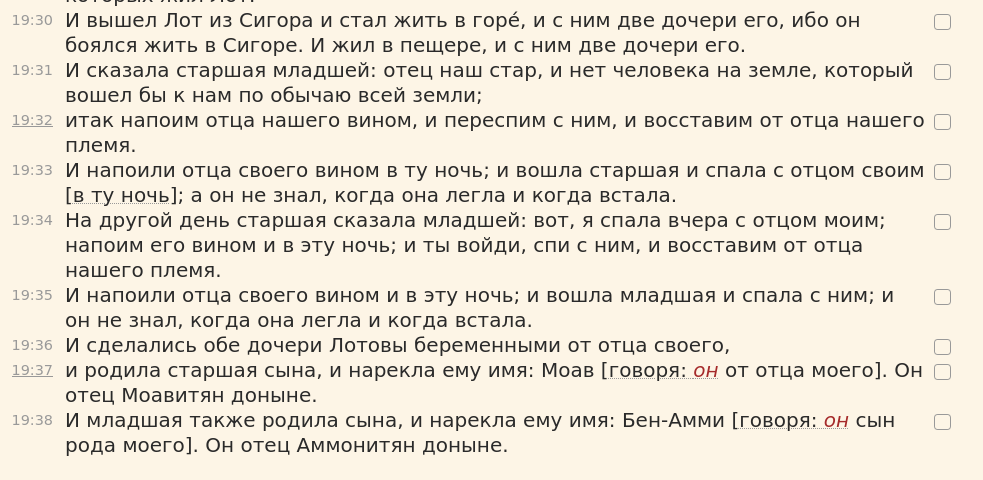 19:30 И вышел Лот из Сигора и стал жить в горе́, и с ним две дочери его, ибо он
боялся жить в Сигоре. И жил в пещере, и с ним две дочери его.
19:31 И сказала старшая младшей: отец наш стар, и нет человека на земле, который
вошел бы к нам по обычаю всей земли;
19:32 итак напоим отца нашего вином, и переспим с ним, и восставим от отца нашего
племя.
19:33 И напоили отца своего вином в ту ночь; и вошла старшая и спала с отцом своим
[в ту ночь]; а он не знал, когда она легла и когда встала.
19:34 На другой день старшая сказала младшей: вот, я спала вчера с отцом моим;
напоим его вином и в эту ночь; и ты войди, спи с ним, и восставим от отца
нашего племя.
19:35 И напоили отца своего вином и в эту ночь; и вошла младшая и спала с ним; и
он не знал, когда она легла и когда встала.
19:36 И сделались обе дочери Лотовы беременными от отца своего,
19:37 и родила старшая сына, и нарекла ему имя: Моав [говоря: он от отца моего]. Он
отец Моавитян доныне.
19:38 И младшая также родила сына, и нарекла ему имя: Бен-Амми [говоря: он сын
рода моего]. Он отец Аммонитян доныне.